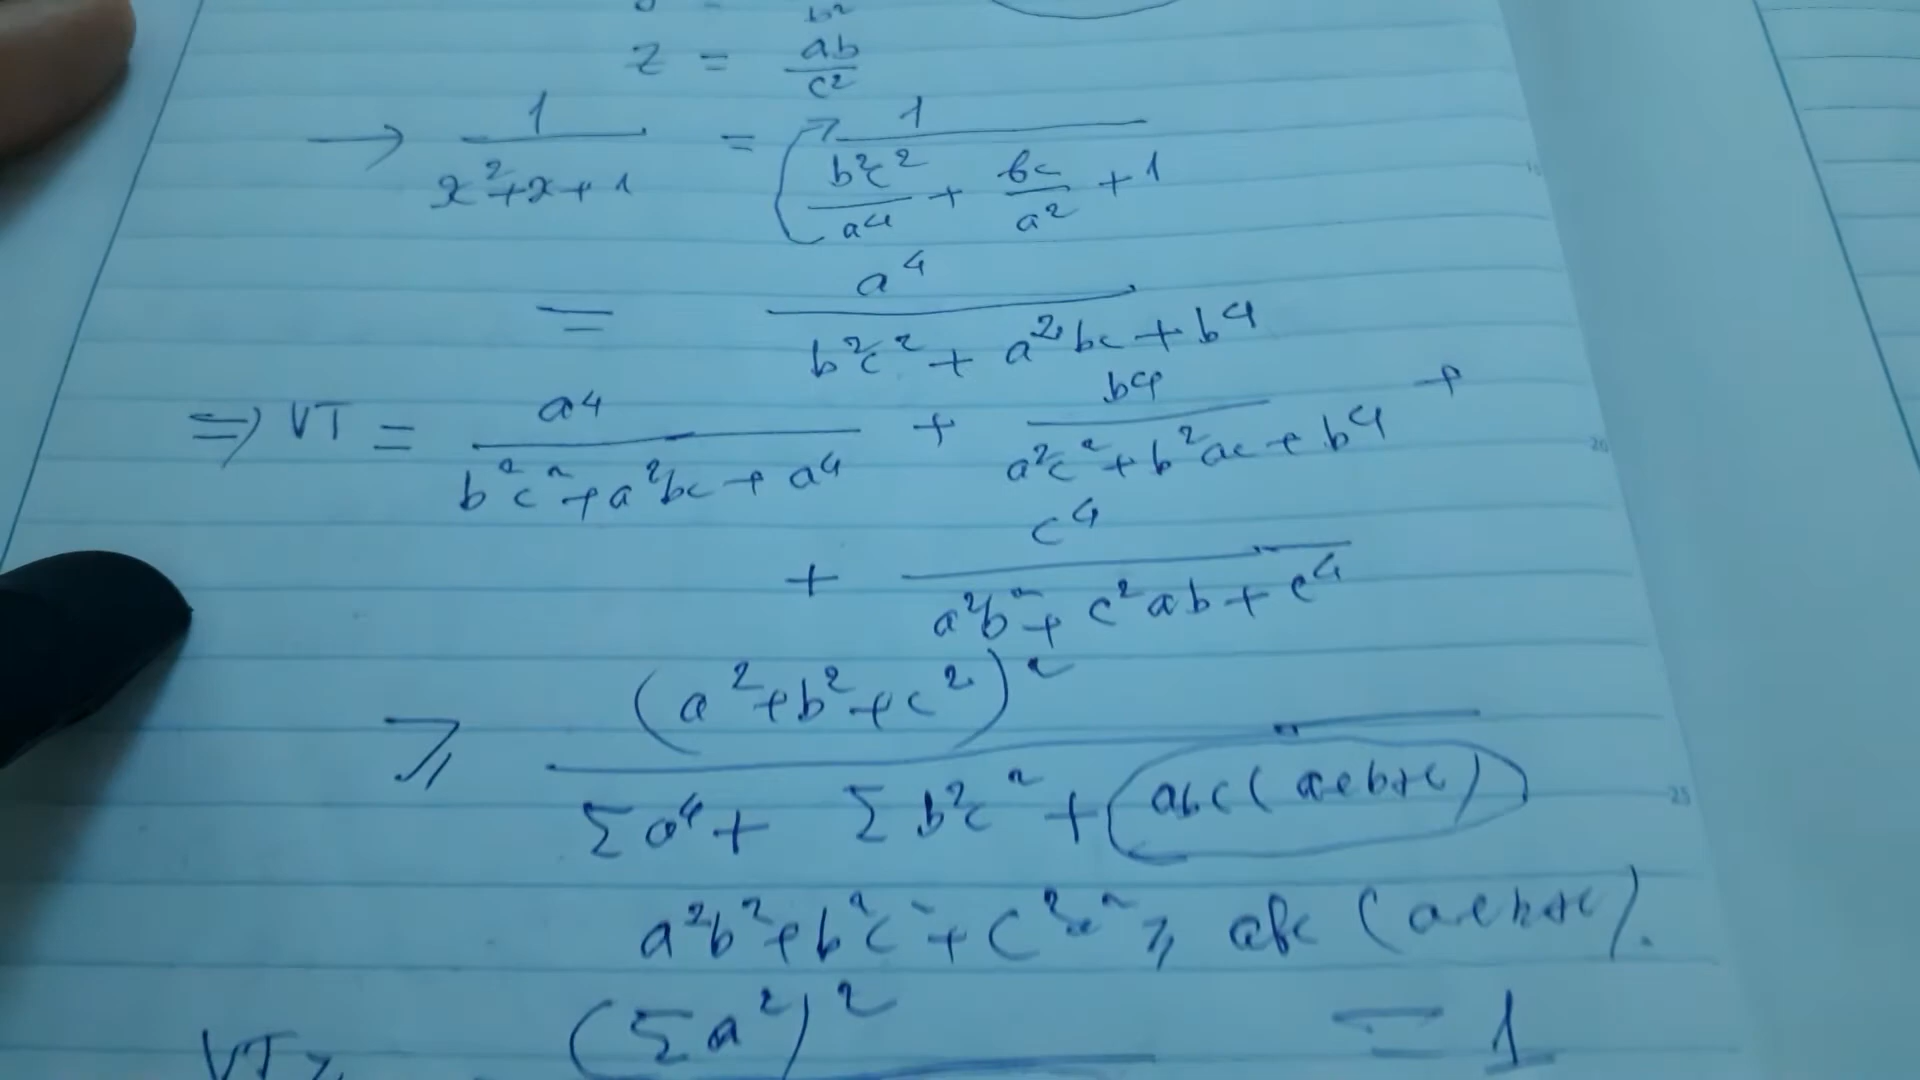 z = ab/c²
→ 1/(x²+x+1) = 1/(b²c²/a⁴ + bc/a² + 1)
= a⁴/(b²c² + a²bc + b⁴)
⇒ VT = a⁴/(b²c² + a²bc + a⁴) + b⁴/(a²c² + b²ac + b⁴) +
+ c⁴/(a²b² + c²ab + c⁴)
⩾ (a²+b²+c²)²/(Σa⁴ + Σb²c² + abc(a+b+c))
a²b² + b²c² + c²a² ⩾ abc(a+b+c).
VT ⩾ (Σa²)² = 1